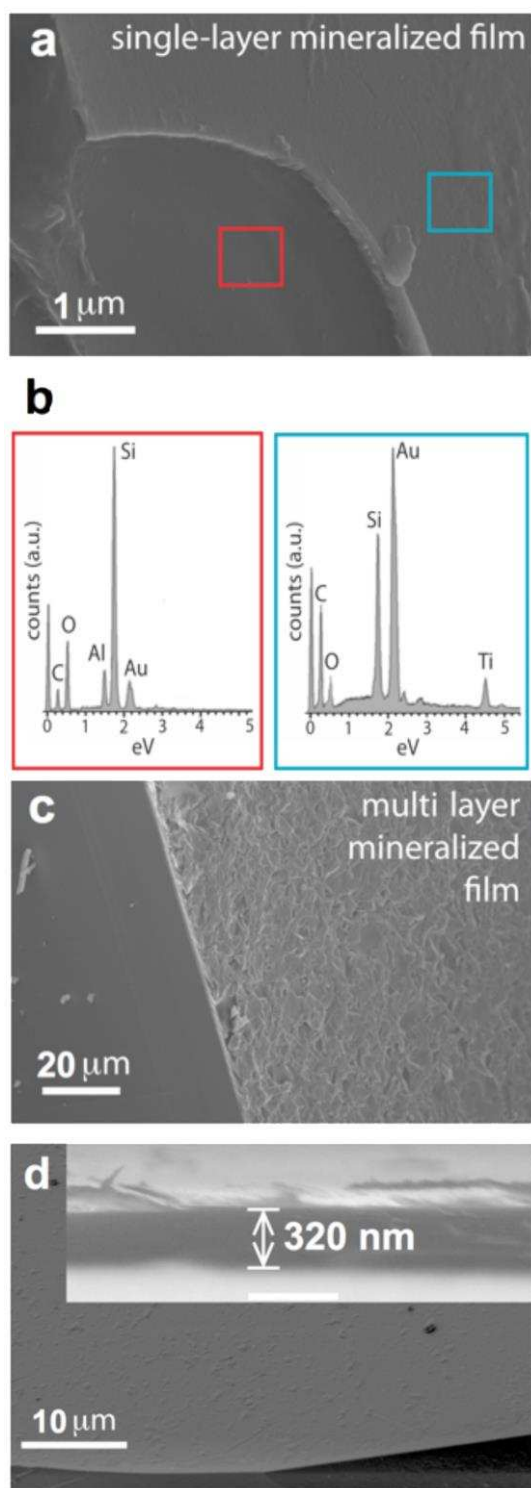 a single-layer mineralized film
1 μm
b
Si
O
C
Al
Au
counts (a.u.)
0 1 2 3 4 5
eV
Au
Si
C
O
Ti
counts (a.u.)
0 1 2 3 4 5
eV
c multi layer
mineralized
film
20 μm
d
320 nm
10 μm